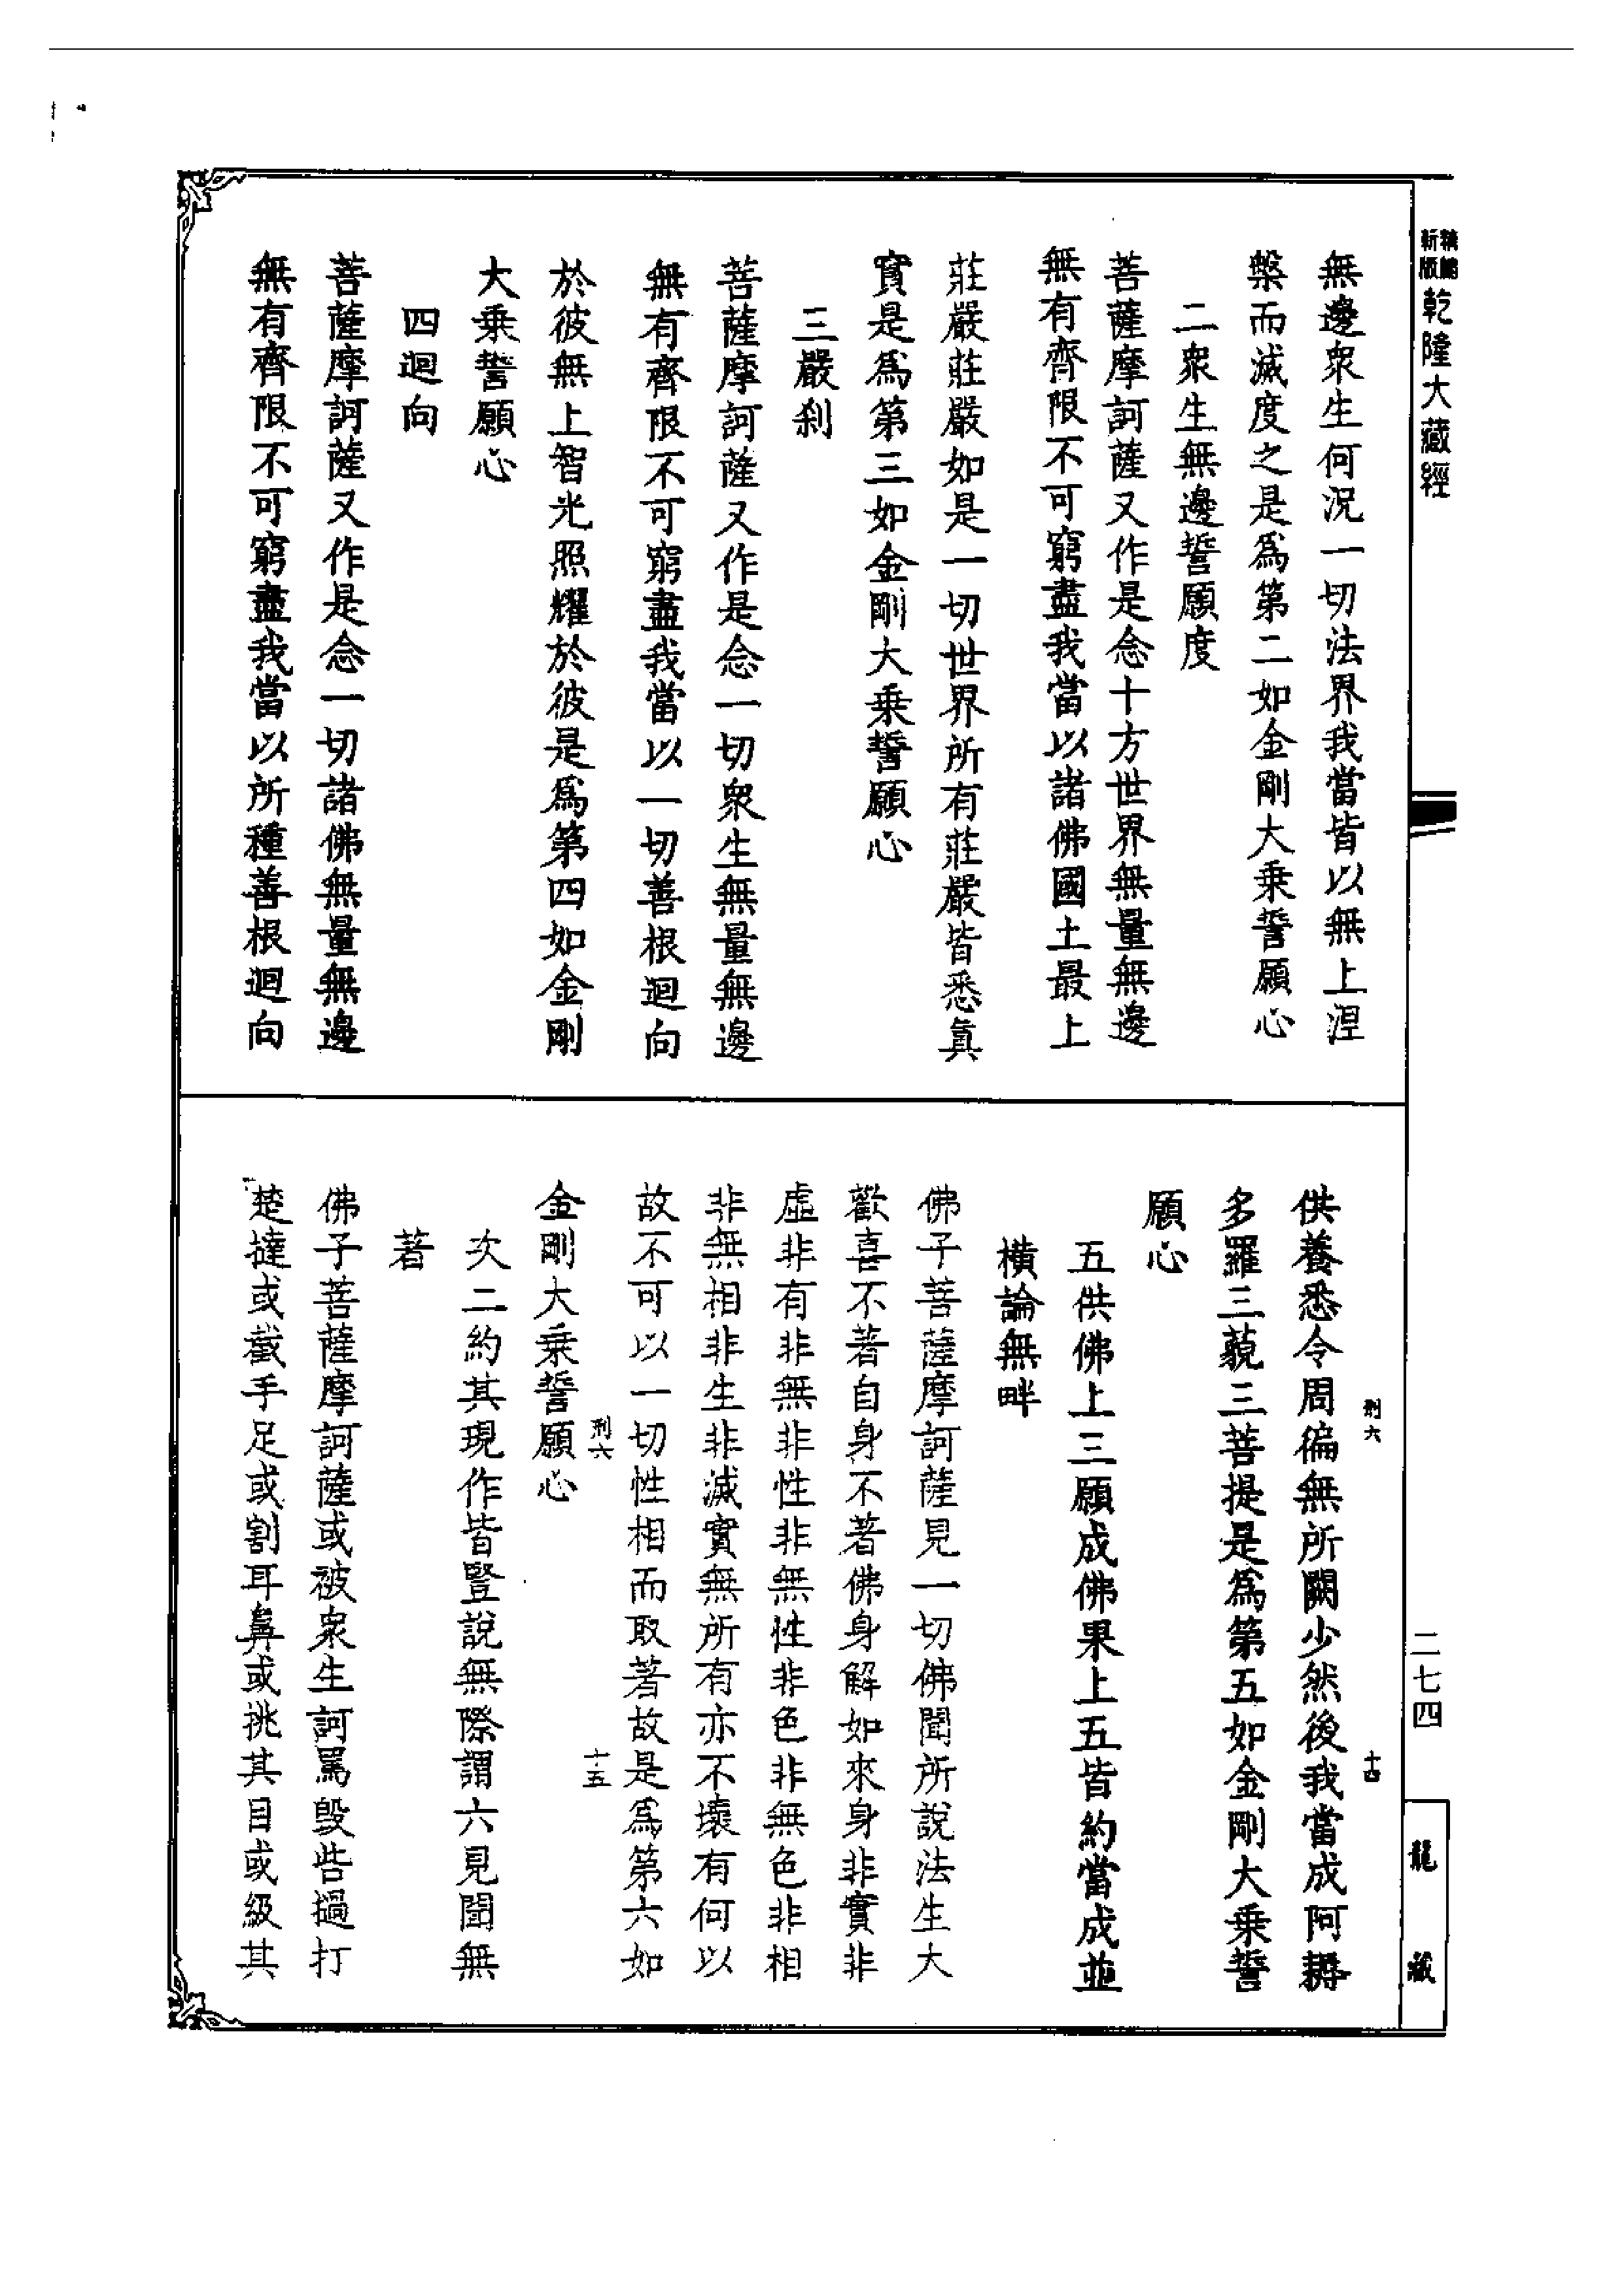 新版
精縮
乾隆大藏經
無邊衆生何況一切法界我當皆以無上涅
槃而滅度之是爲第二如金剛大乗誓願心
二衆生無邊誓願度
菩薩摩訶薩又作是念十方世界無量無邊
無有齊限不可窮盡我當以諸佛國土最上
莊嚴莊嚴如是一切世界所有莊嚴皆悉眞
實是爲第三如金剛大乗誓願心
三嚴刹
菩薩摩訶薩又作是念一切衆生無量無邊
無有齊限不可窮盡我當以一切善根迴向
於彼無上智光照耀於彼是爲第四如金剛
大乗誓願心
四迴向
菩薩摩訶薩又作是念一切諸佛無量無邊
無有齊限不可窮盡我當以所種善根迴向
二七四
龍藏
刑六
十四
供養悉令周徧無所闕少然後我當成阿耨
多羅三藐三菩提是爲第五如金剛大乗誓
願心
五供佛上三願成佛果上五皆約當成並
橫論無畔
佛子菩薩摩訶薩見一切佛聞所說法生大
歡喜不著自身不著佛身解如來身非實非
虛非有非無非性非無性非色非無色非相
非無相非生非滅實無所有亦不壞有何以
故不可以一切性相而取著故是爲第六如
刑六
十五
金剛大乗誓願心
次二約其現作皆豎說無際謂六見聞無
著
佛子菩薩摩訶薩或被衆生訶罵毀呰撾打
楚撻或截手足或割耳鼻或挑其目或級其